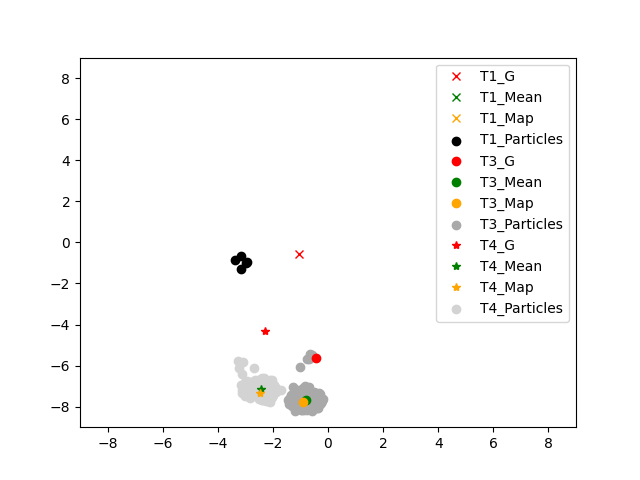 8
6
4
2
0
−2
−4
−6
−8
−8
−6
−4
−2
0
2
4
6
8
T1_G
T1_Mean
T1_Map
T1_Particles
T3_G
T3_Mean
T3_Map
T3_Particles
T4_G
T4_Mean
T4_Map
T4_Particles